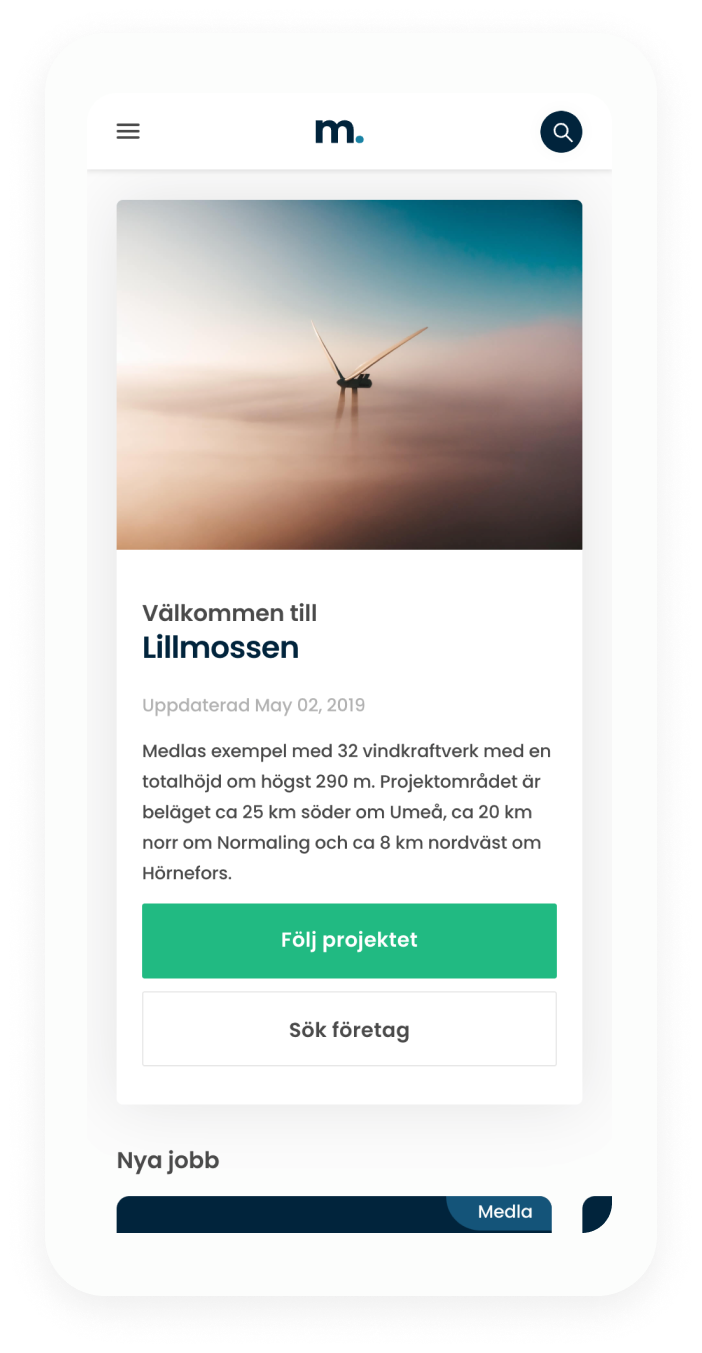 m.
Välkommen till
Lillmossen
Uppdaterad May 02, 2019
Medlas exempel med 32 vindkraftverk med en
totalhöjd om högst 290 m. Projektområdet är
beläget ca 25 km söder om Umeå, ca 20 km
norr om Normaling och ca 8 km nordväst om
Hörnefors.
Följ projektet
Sök företag
Nya jobb
Medla